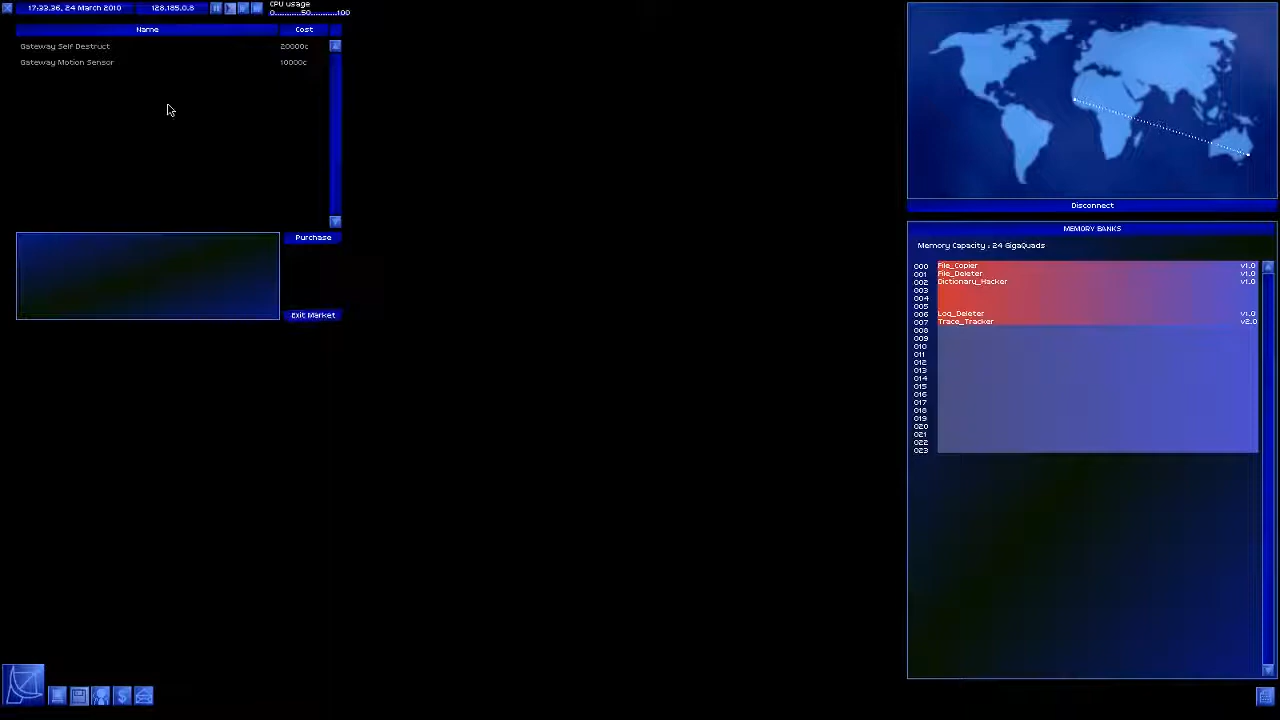 17:33.36, 24 March 2010
128.185.0.8
CPU usage
0.........50.........100
Name
Cost
Gateway Self Destruct
20000c
Gateway Motion Sensor
10000c
Purchase
Exit Market
Disconnect
MEMORY BANKS
Memory Capacity : 24 GigaQuads
000 File_Copier v1.0
001 File_Deleter v1.0
002 Dictionary_Hacker v1.0
003
004
005
006 Log_Deleter v1.0
007 Trace_Tracker v2.0
008
009
010
011
012
013
014
015
016
017
018
019
020
021
022
023